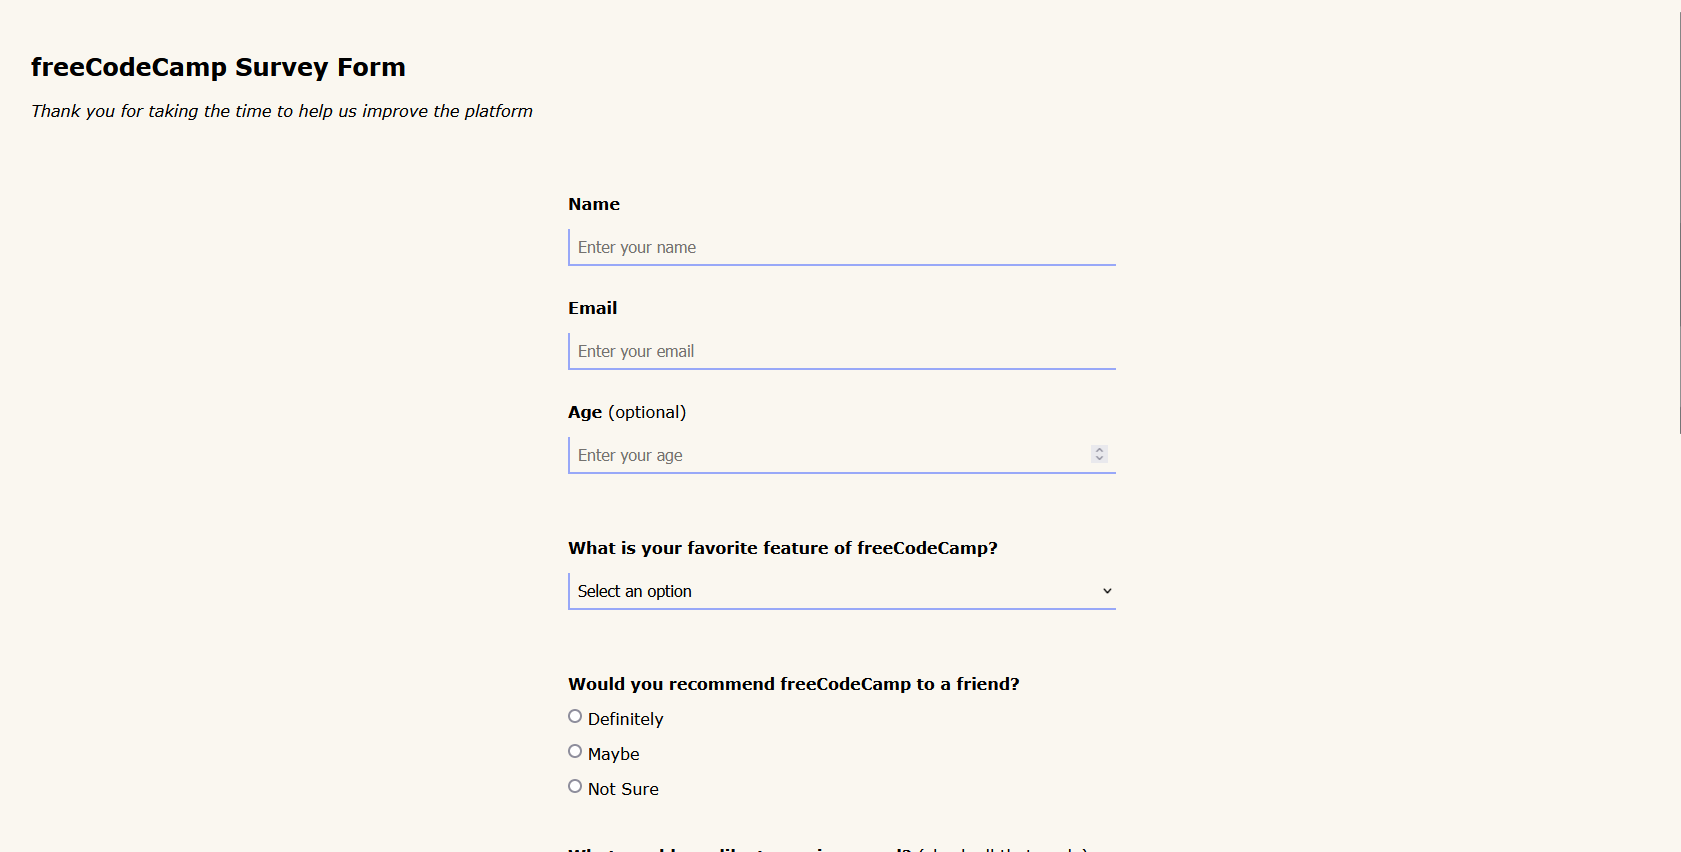 freeCodeCamp Survey Form
Thank you for taking the time to help us improve the platform
Name
Enter your name
Email
Enter your email
Age (optional)
Enter your age
What is your favorite feature of freeCodeCamp?
Select an option
Would you recommend freeCodeCamp to a friend?
Definitely
Maybe
Not Sure